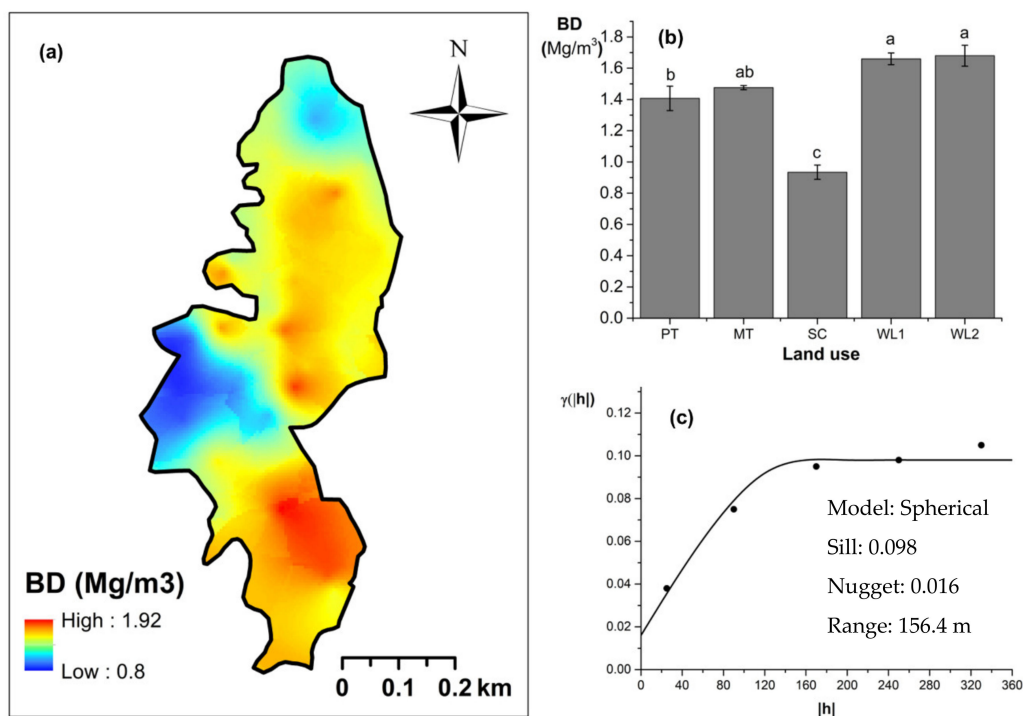 (a)
N
BD (Mg/m3)
High : 1.92
Low : 0.8
0 0.1 0.2 km
BD
(Mg/m³)
(b)
1.8
1.6
1.4
1.2
1.0
0.8
0.6
0.4
0.2
0.0
b
ab
c
a
a
PT MT SC WL1 WL2
Land use
γ(|h|)
(c)
0.12
0.10
0.08
0.06
0.04
0.02
0.00
Model: Spherical
Sill: 0.098
Nugget: 0.016
Range: 156.4 m
0 40 80 120 160 200 240 280 320 360
|h|